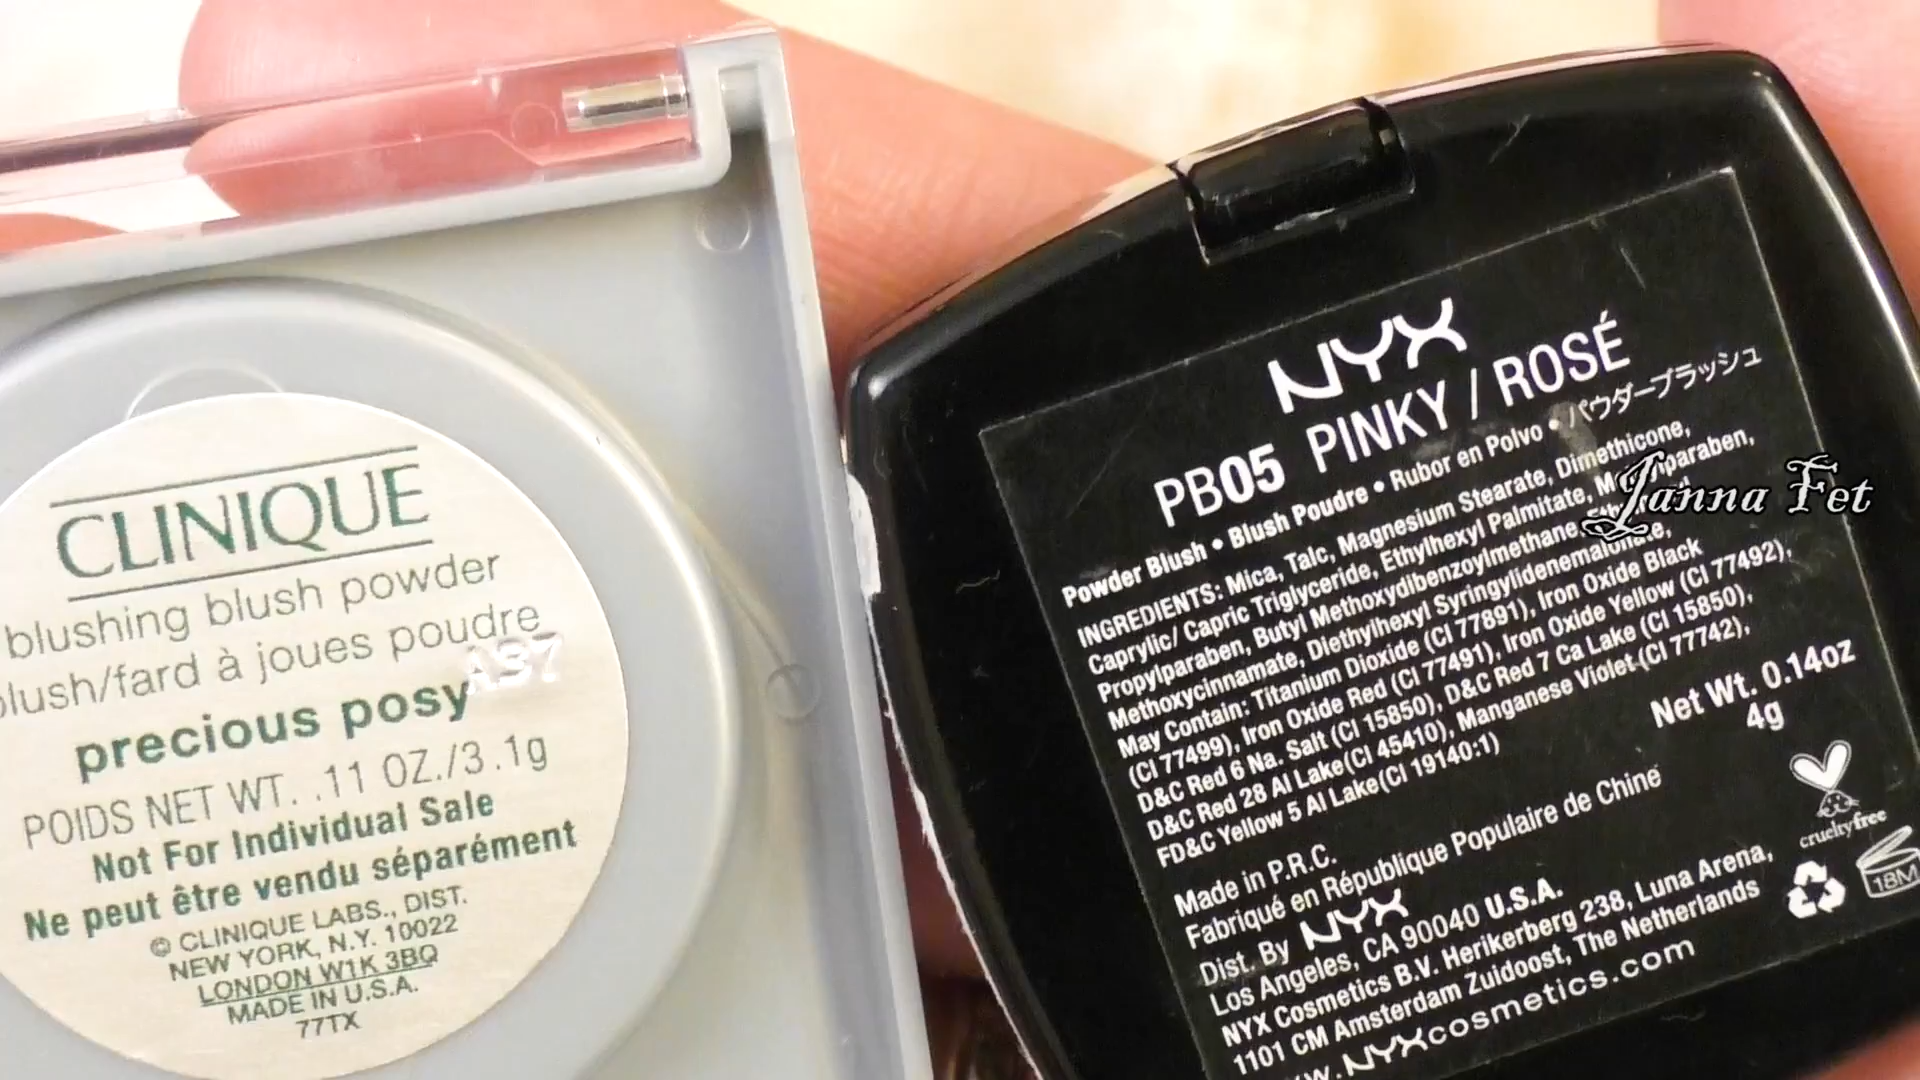 CLINIQUE
blushing blush powder
blush/fard à joues poudre
A37
precious posy
POIDS NET WT. .11 OZ./3.1g
Not For Individual Sale
Ne peut être vendu séparément
© CLINIQUE LABS., DIST.
NEW YORK, N.Y. 10022
LONDON W1K 3BQ
MADE IN U.S.A.
77TX
NYX
PB05 PINKY / ROSÉ
Powder Blush • Blush Poudre • Rubor en Polvo • パウダーブラッシュ
INGREDIENTS: Mica, Talc, Magnesium Stearate, Dimethicone,
Caprylic/ Capric Triglyceride, Ethylhexyl Palmitate,
Propylparaben, Butyl Methoxydibenzoylmethane,
Methoxycinnamate, Diethylhexyl Syringylidenemalonate,
May Contain: Titanium Dioxide (CI 77891), Iron Oxide Black
(CI 77499), Iron Oxide Red (CI 77491), Iron Oxide Yellow (CI 77492),
D&C Red 6 Na. Salt (CI 15850), D&C Red 7 Ca Lake (CI 15850),
D&C Red 28 Al Lake(CI 45410), Manganese Violet (CI 77742),
FD&C Yellow 5 Al Lake(CI 19140:1)
Net Wt. 0.14oz
4g
Made in P.R.C.
Fabriqué en République Populaire de Chine
Dist. By NYX
Los Angeles, CA 90040 U.S.A.
NYX Cosmetics B.V. Herikerberg 238, Luna Arena,
1101 CM Amsterdam Zuidoost, The Netherlands
w.NYXcosmetics.com
crueltyfree
18M
Janna Fet